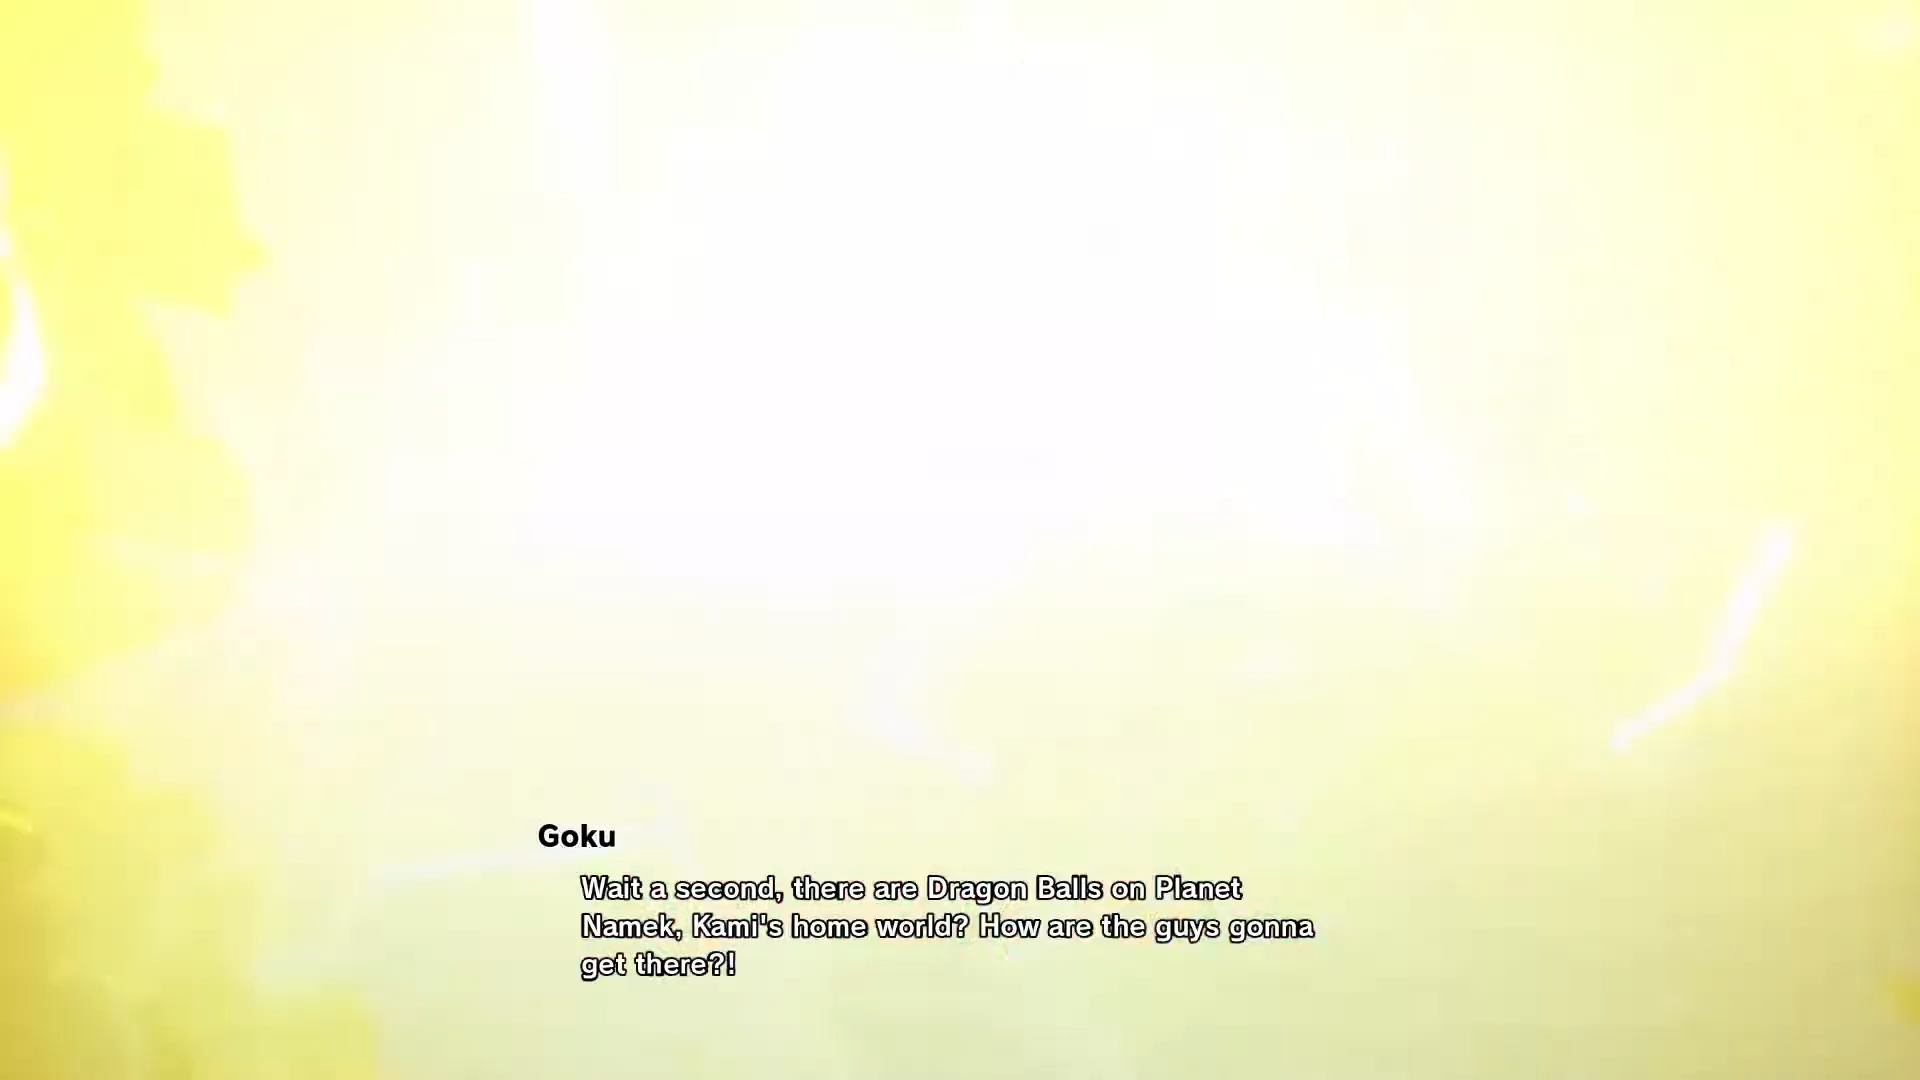 Goku
Wait a second, there are Dragon Balls on Planet
Namek, Kami's home world? How are the guys gonna
get there?!